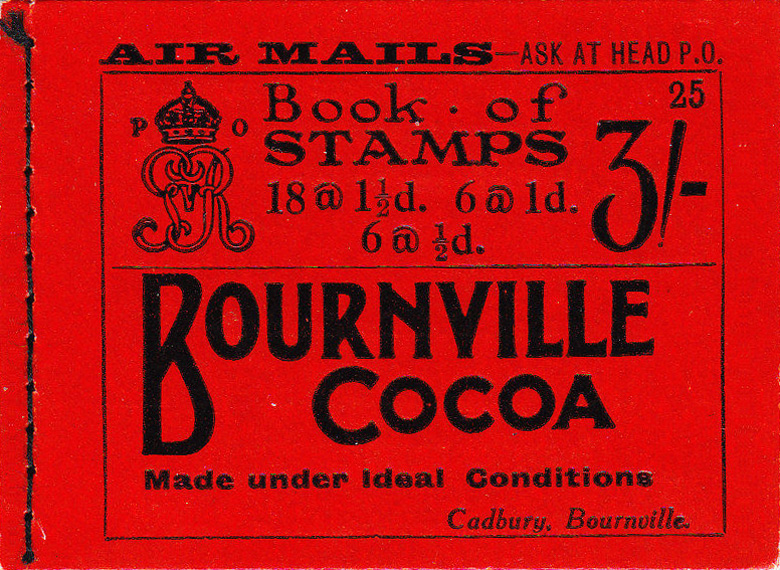 AIR MAILS—ASK AT HEAD P.O.
25
P O
GVR
Book · of
STAMPS
3/-
18 @ 1½d. 6 @ 1d.
6 @ ½d.
BOURNVILLE
COCOA
Made under Ideal Conditions
Cadbury, Bournville.